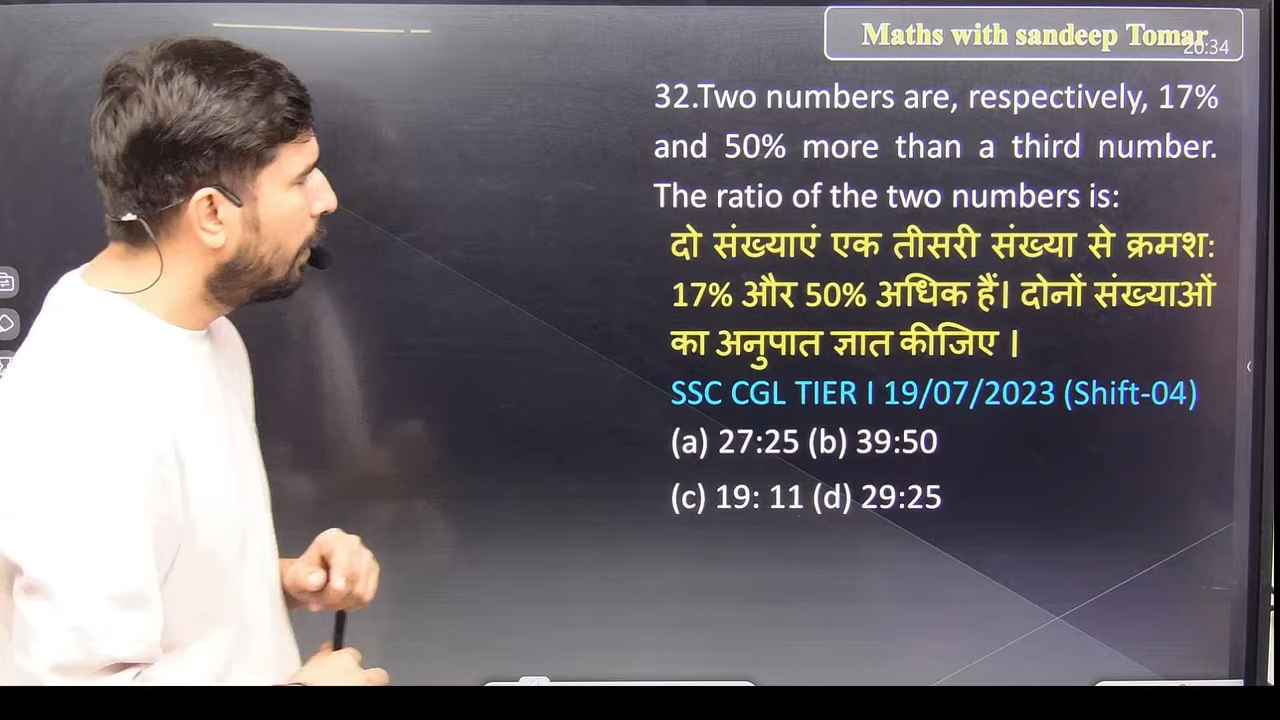 Maths with sandeep Tomar
20:34
32.Two numbers are, respectively, 17%
and 50% more than a third number.
The ratio of the two numbers is:
दो संख्याएं एक तीसरी संख्या से क्रमश:
17% और 50% अधिक हैं। दोनों संख्याओं
का अनुपात ज्ञात कीजिए ।
SSC CGL TIER I 19/07/2023 (Shift-04)
(a) 27:25 (b) 39:50
(c) 19: 11 (d) 29:25